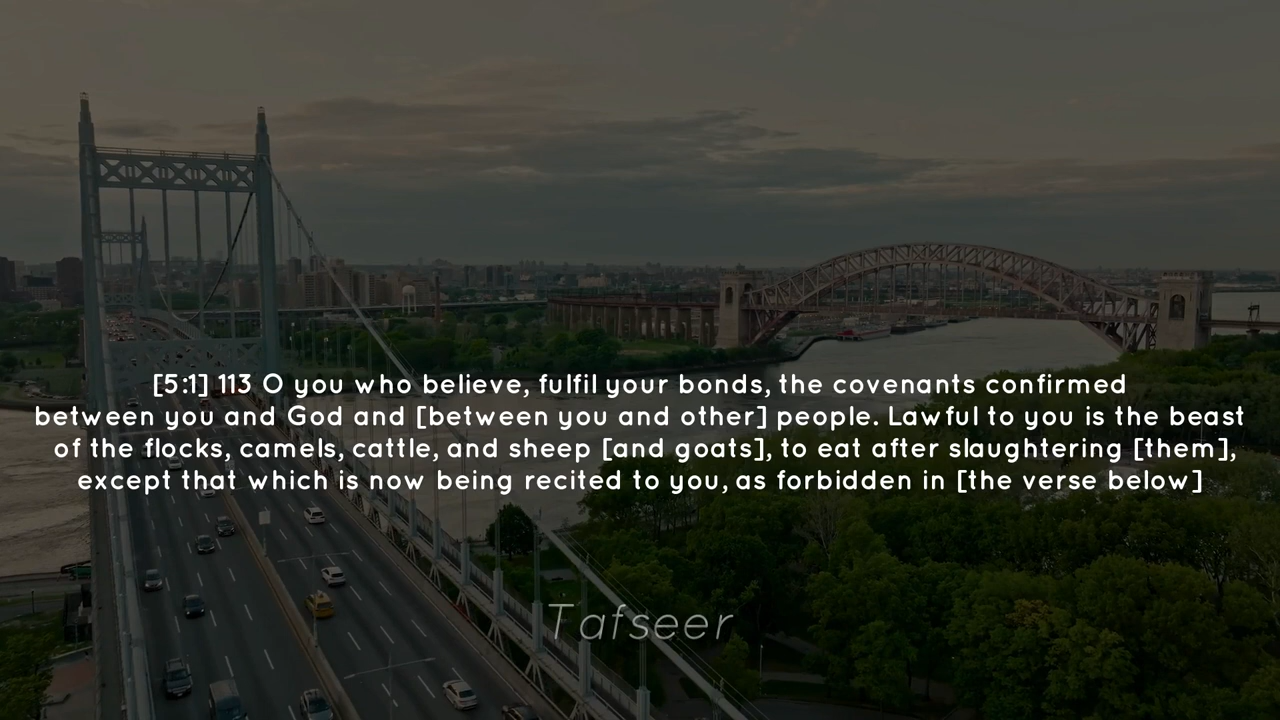 [5:1] 113 O you who believe, fulfil your bonds, the covenants confirmed
between you and God and [between you and other] people. Lawful to you is the beast
of the flocks, camels, cattle, and sheep [and goats], to eat after slaughtering [them],
except that which is now being recited to you, as forbidden in [the verse below]
Tafseer